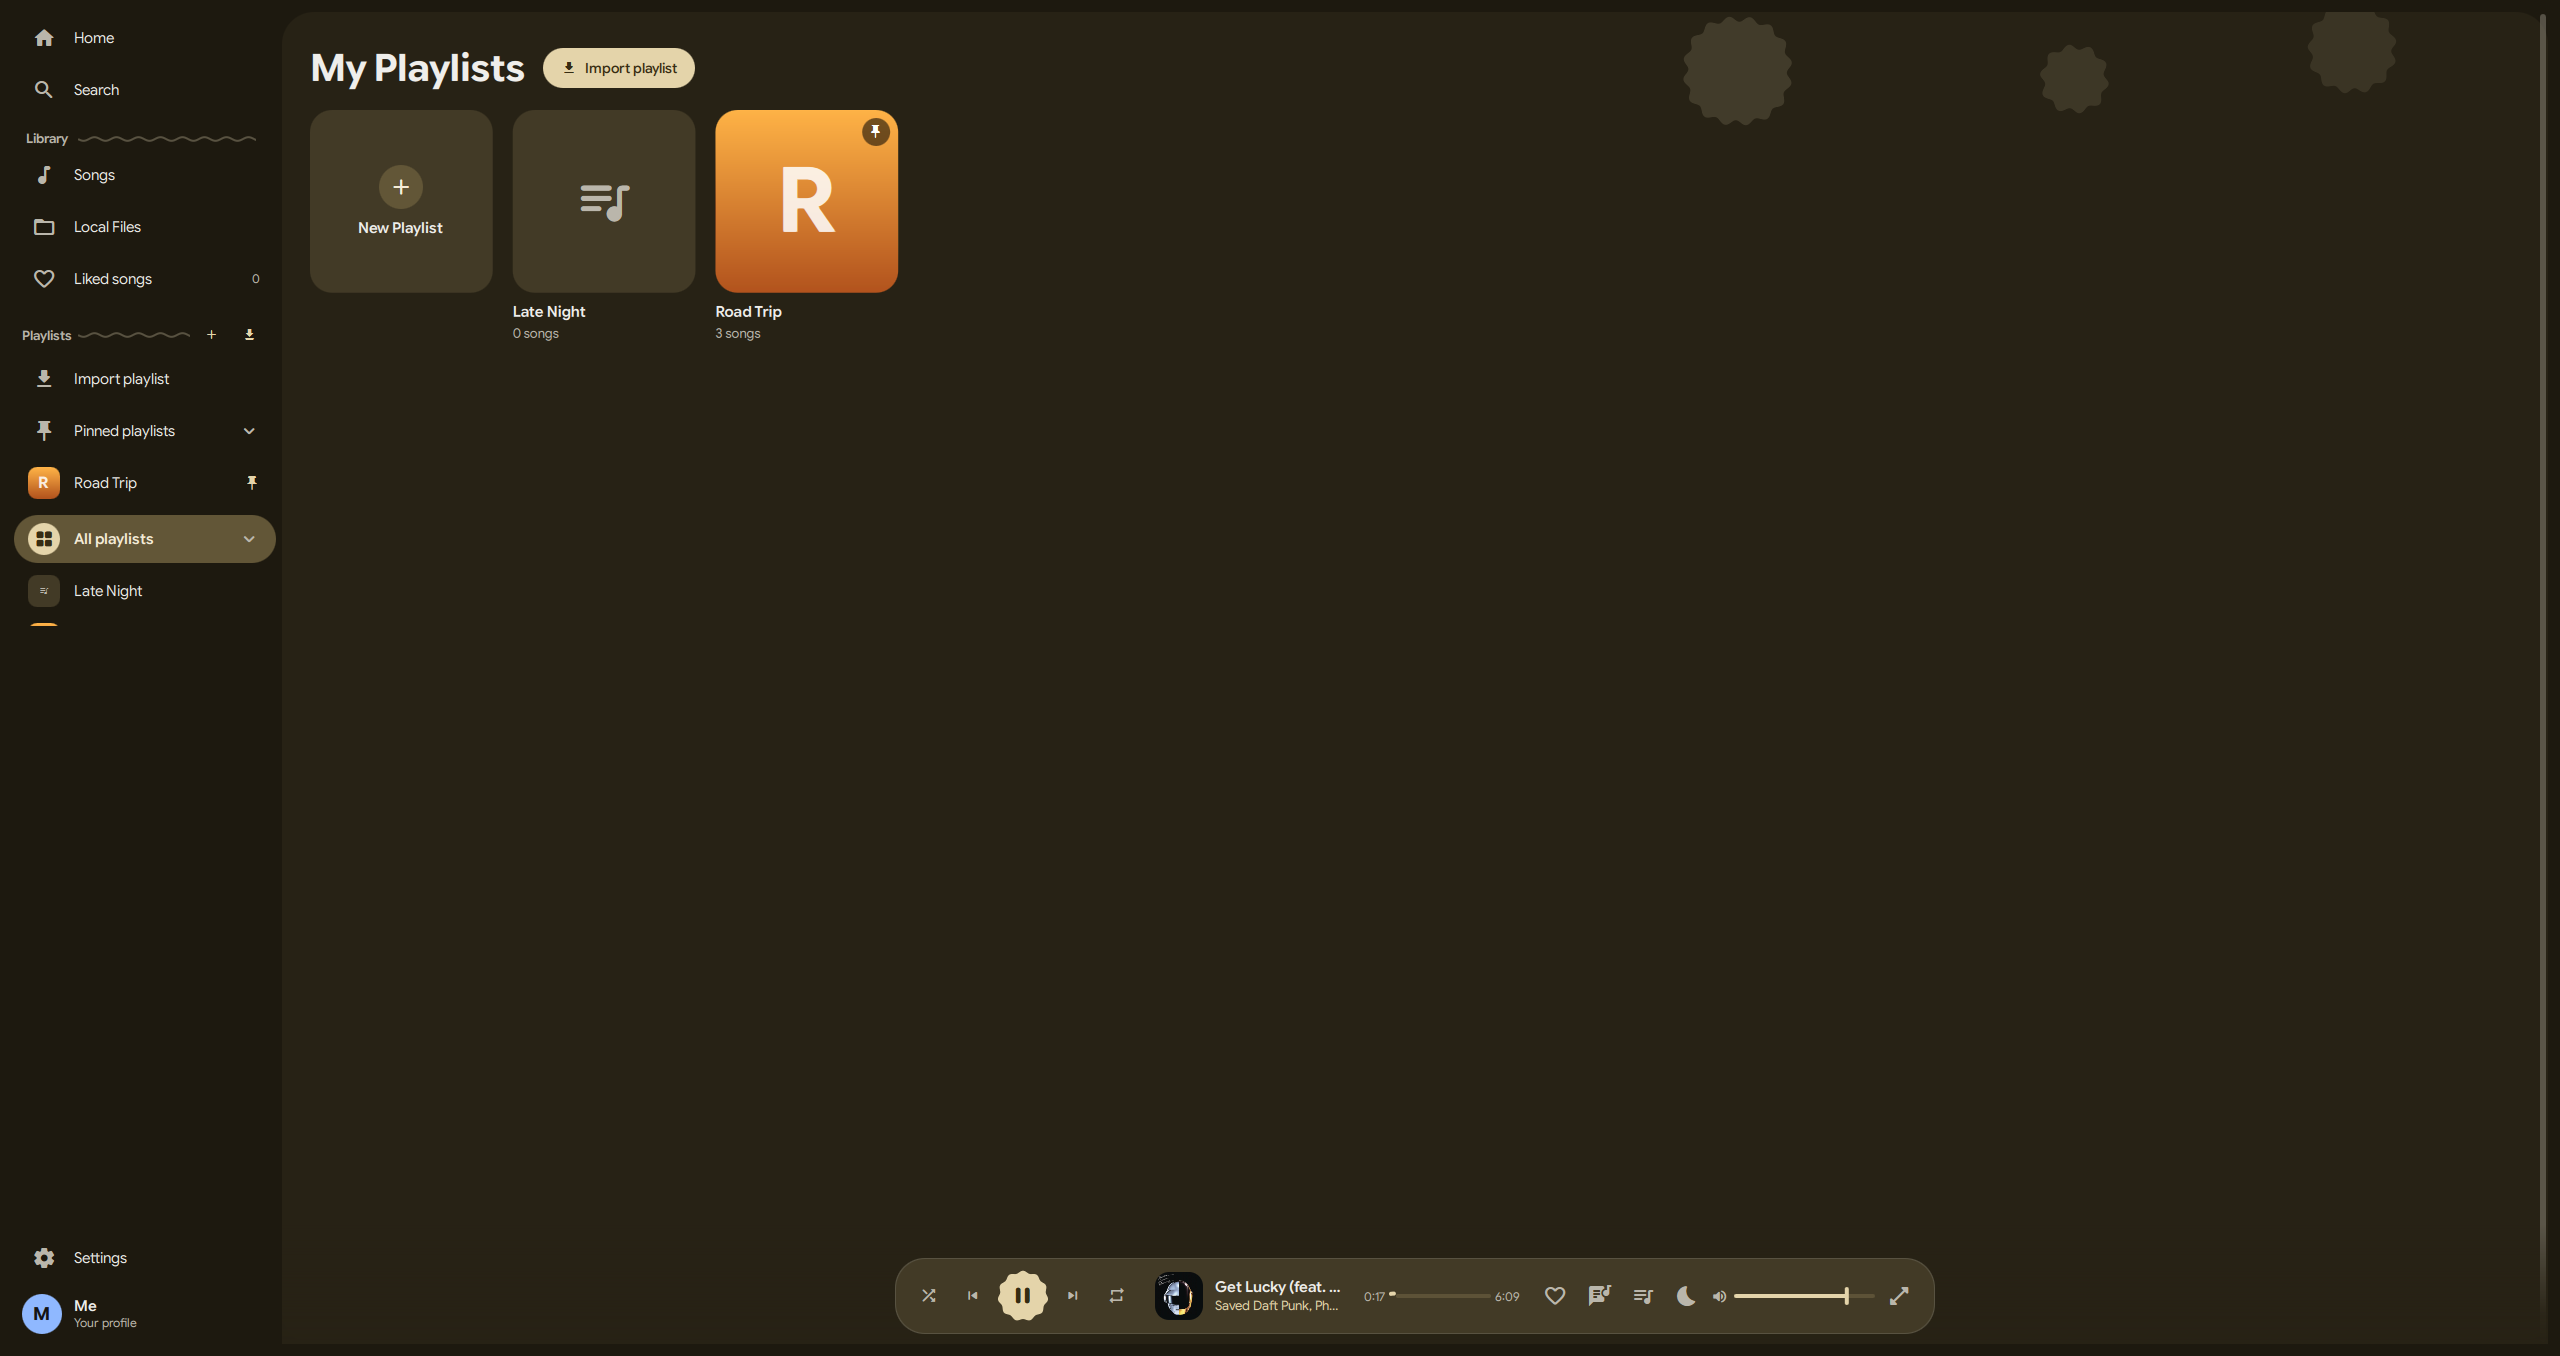 Home
Search
Library
Songs
Local Files
Liked songs 0
Playlists
Import playlist
Pinned playlists
R Road Trip
All playlists
Late Night
Settings
M Me
Your profile
My Playlists
Import playlist
New Playlist
R
Late Night
0 songs
Road Trip
3 songs
Get Lucky (feat. ...
Saved Daft Punk, Ph...
0:17 6:09